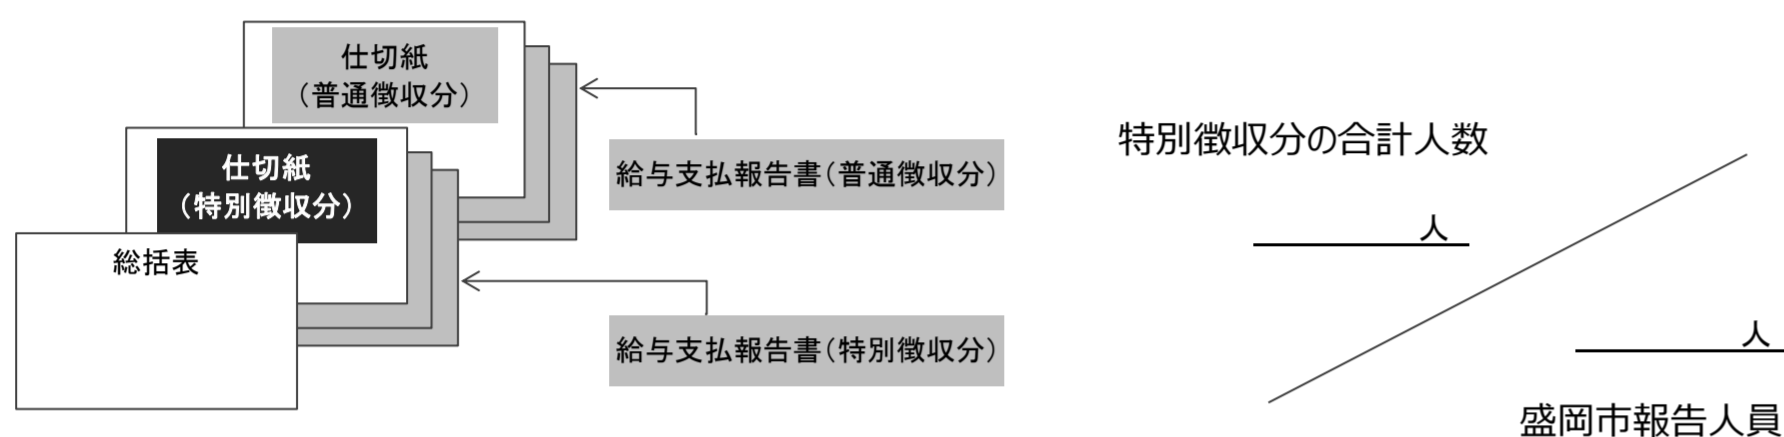 仕切紙
（普通徴収分）
仕切紙
（特別徴収分）
総括表
給与支払報告書（普通徴収分）
給与支払報告書（特別徴収分）
特別徴収分の合計人数
人
人
盛岡市報告人員